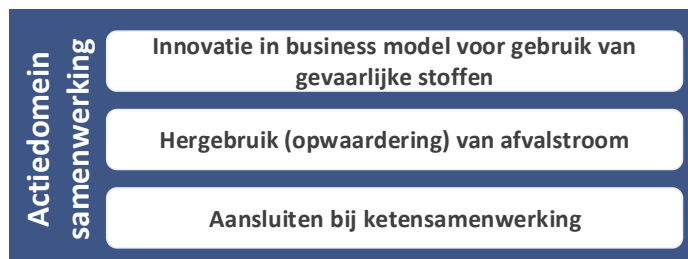 Actiedomein
samenwerking
Innovatie in business model voor gebruik van
gevaarlijke stoffen
Hergebruik (opwaardering) van afvalstroom
Aansluiten bij ketensamenwerking